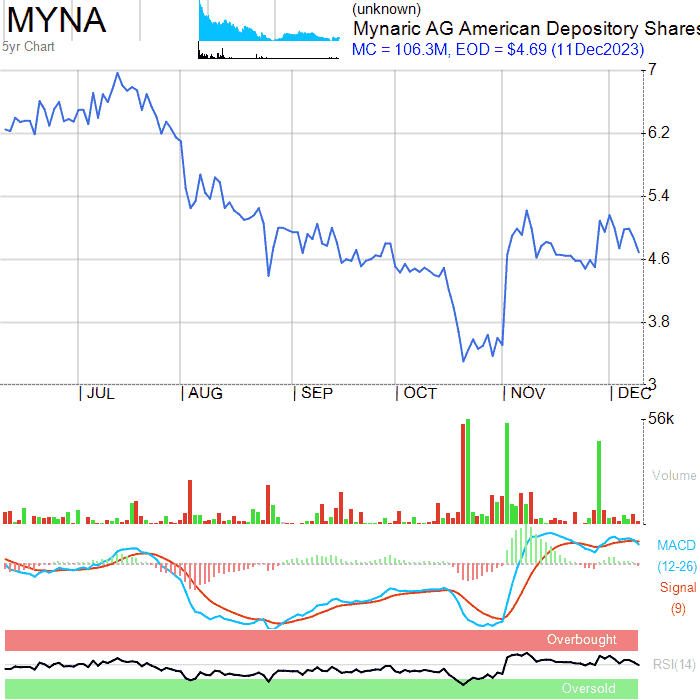 MYNA
5yr Chart
(unknown)
Mynaric AG American Depository Shares
MC = 106.3M, EOD = $4.69 (11Dec2023)
7
6.2
5.4
4.6
3.8
3
JUL AUG SEP OCT NOV DEC
56k
Volume
MACD
(12-26)
Signal
(9)
Overbought
RSI(14)
Oversold